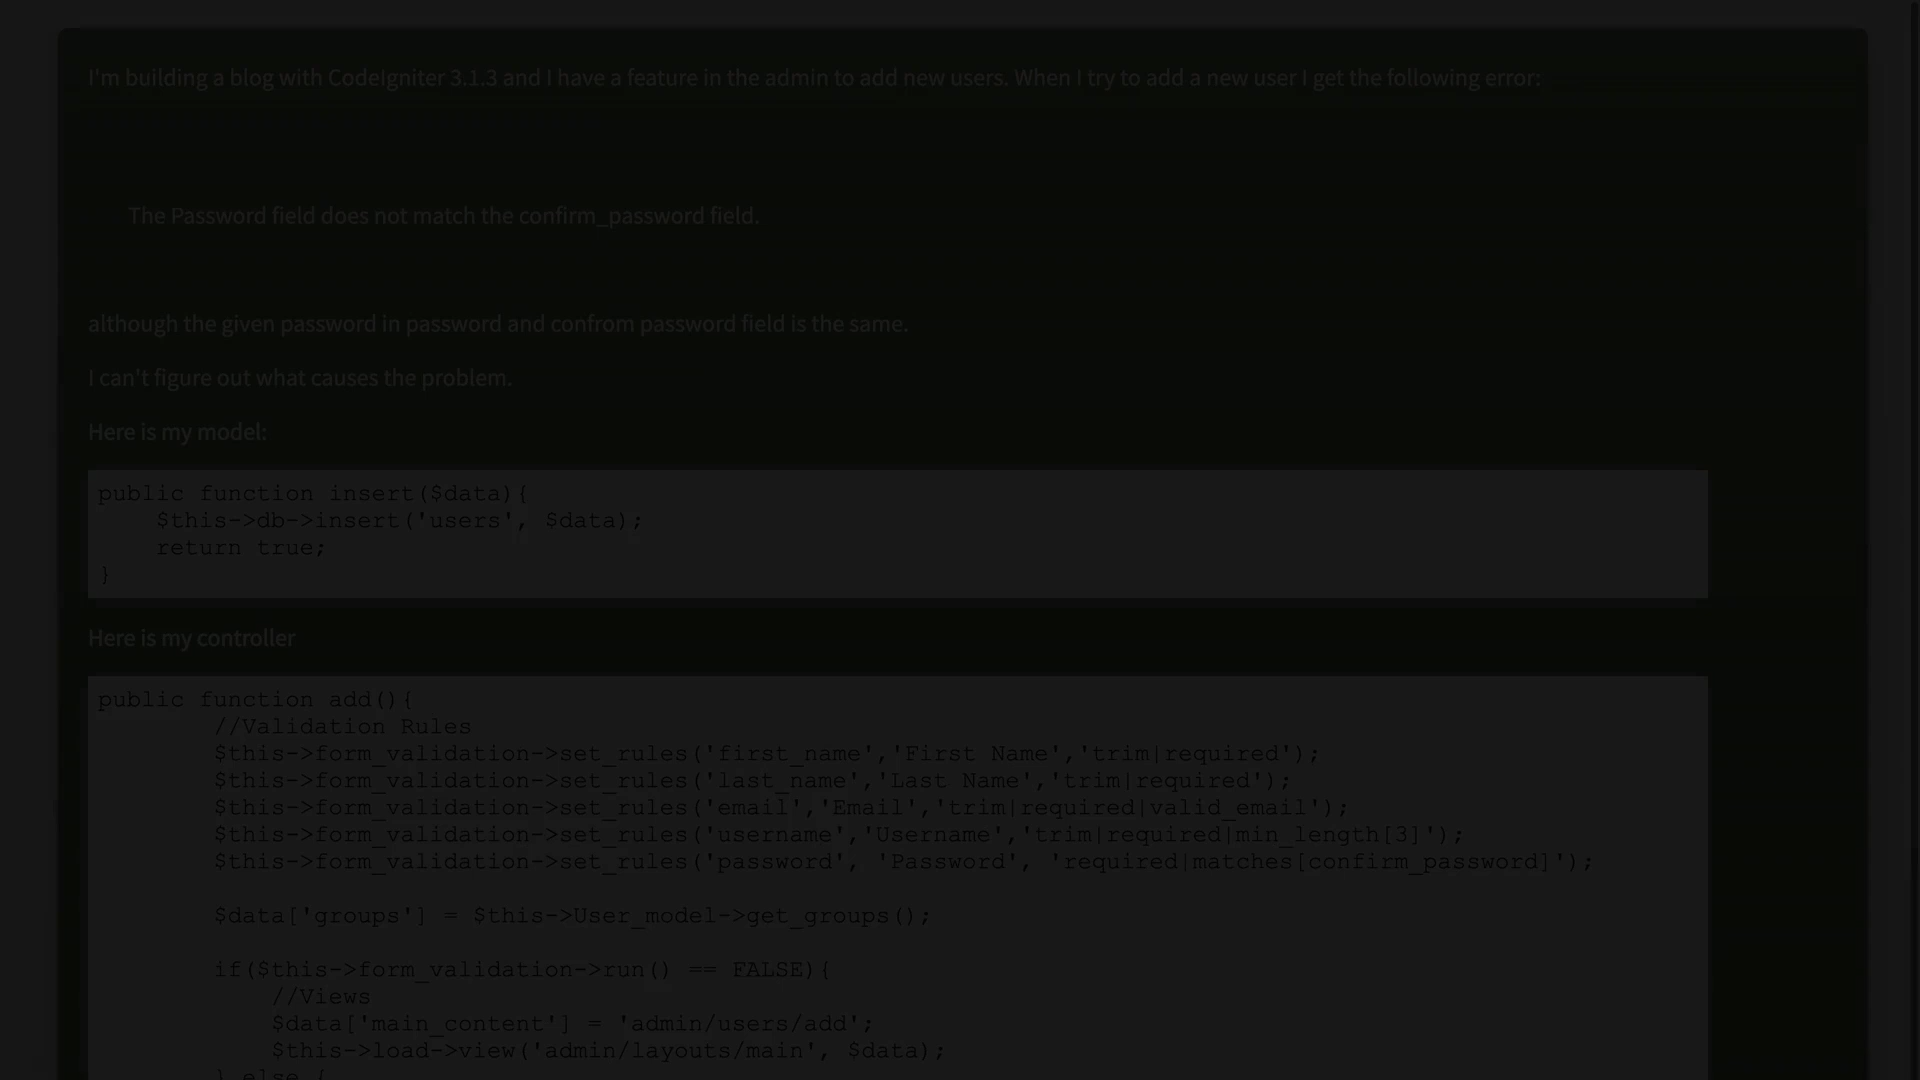 I'm building a blog with CodeIgniter 3.1.3 and I have a feature in the admin to add new users. When I try to add a new user I get the following error:
The Password field does not match the confirm_password field.
although the given password in password and confrom password field is the same.
I can't figure out what causes the problem.
Here is my model:
public function insert($data){
    $this->db->insert('users', $data);
    return true;
}
Here is my controller
public function add(){
        //Validation Rules
        $this->form_validation->set_rules('first_name','First Name','trim|required');
        $this->form_validation->set_rules('last_name','Last Name','trim|required');
        $this->form_validation->set_rules('email','Email','trim|required|valid_email');
        $this->form_validation->set_rules('username','Username','trim|required|min_length[3]');
        $this->form_validation->set_rules('password', 'Password', 'required|matches[confirm_password]');
        $data['groups'] = $this->User_model->get_groups();
        if($this->form_validation->run() == FALSE){
            //Views
            $data['main_content'] = 'admin/users/add';
            $this->load->view('admin/layouts/main', $data);
        } else {